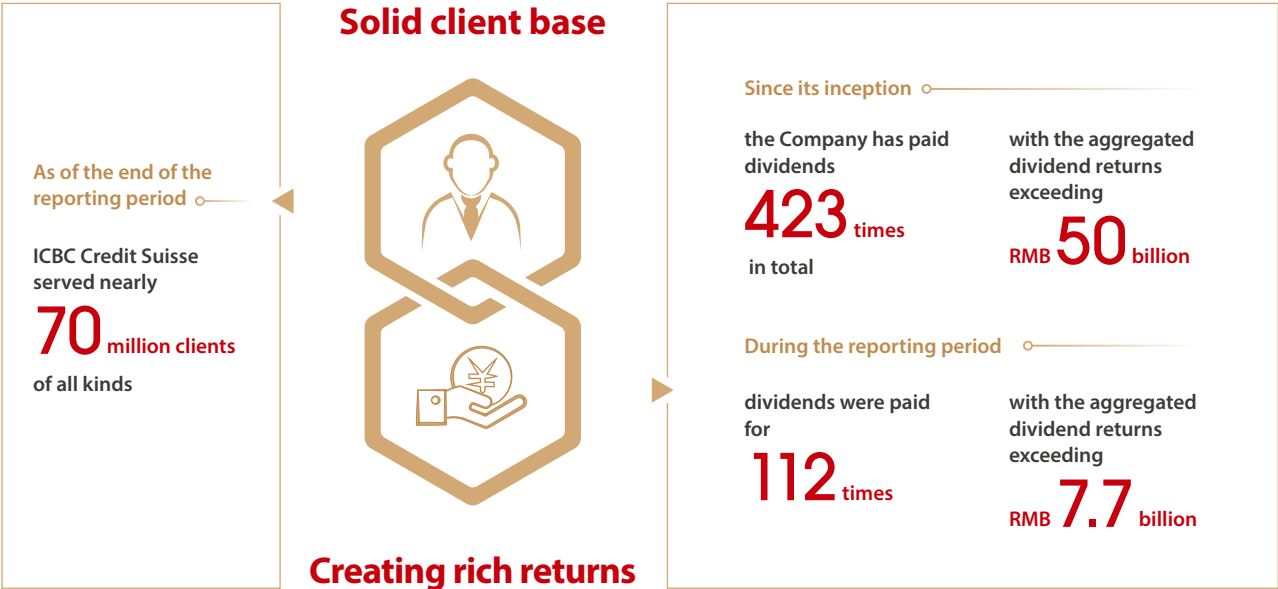 Solid client base
As of the end of the
reporting period
ICBC Credit Suisse
served nearly
70 million clients
of all kinds
Since its inception
the Company has paid
dividends
423 times
in total
with the aggregated
dividend returns
exceeding
RMB 50 billion
During the reporting period
dividends were paid
for
112 times
with the aggregated
dividend returns
exceeding
RMB 7.7 billion
Creating rich returns